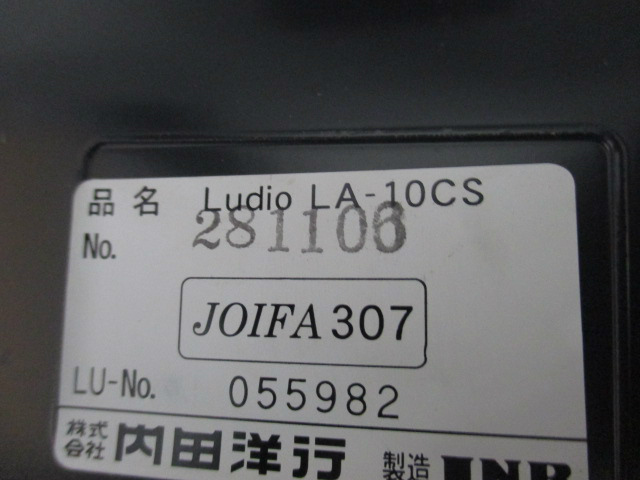 品名 Ludio LA-10CS
No. 281106
JOIFA 307
LU-No. 055982
株式会社 内田洋行 製造